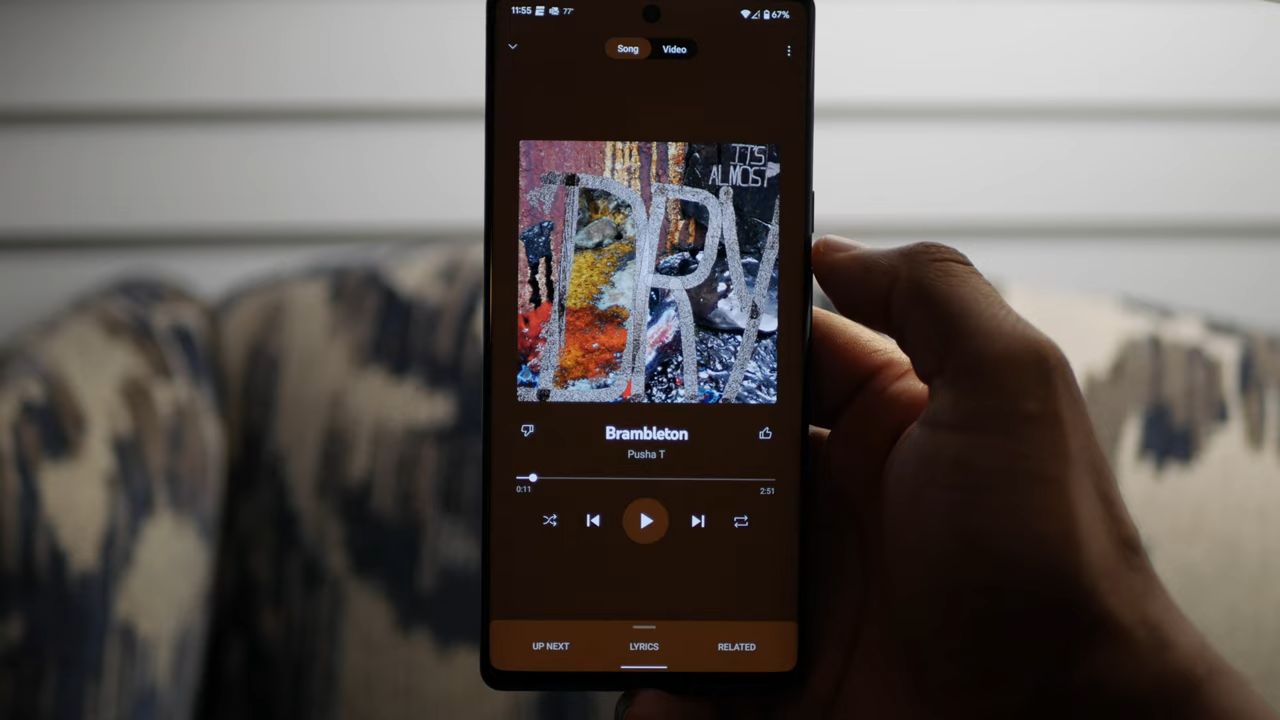 11:55 77°
67%
Song Video
IT'S
ALMOST
DRY
Brambleton
Pusha T
0:11 2:51
UP NEXT LYRICS RELATED